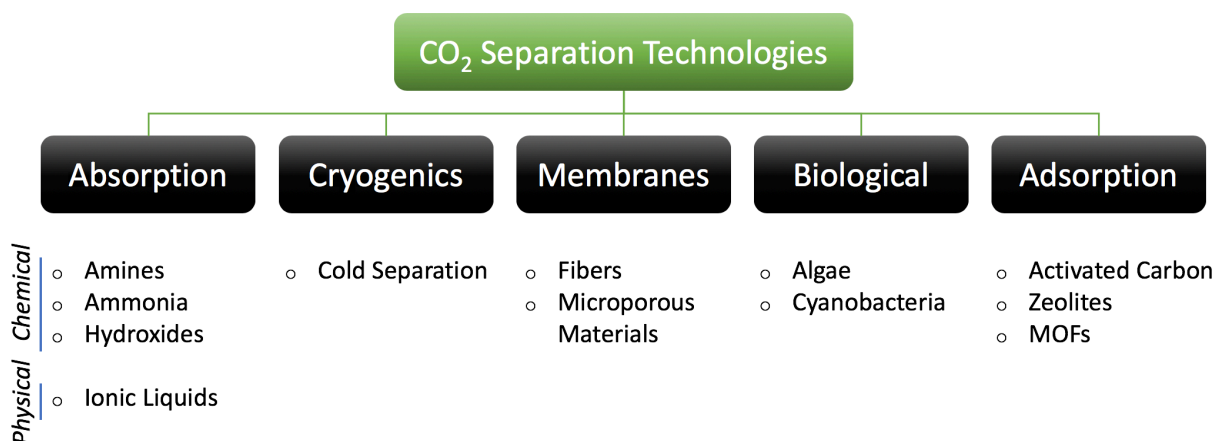 CO₂ Separation Technologies
Absorption
Cryogenics
Membranes
Biological
Adsorption
Chemical
○ Amines
○ Ammonia
○ Hydroxides
Physical
○ Ionic Liquids
○ Cold Separation
○ Fibers
○ Microporous
Materials
○ Algae
○ Cyanobacteria
○ Activated Carbon
○ Zeolites
○ MOFs